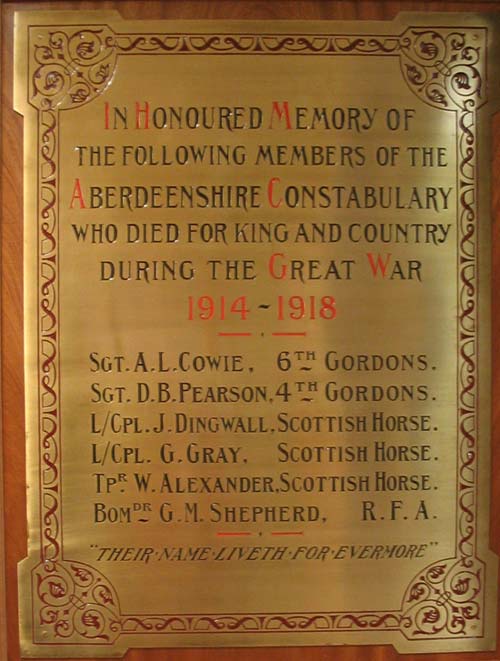 IN HONOURED MEMORY OF
THE FOLLOWING MEMBERS OF THE
ABERDEENSHIRE CONSTABULARY
WHO DIED FOR KING AND COUNTRY
DURING THE GREAT WAR
1914 ~ 1918
SGT. A.L. COWIE, 6TH GORDONS.
SGT. D.B. PEARSON, 4TH GORDONS.
L/CPL. J. DINGWALL, SCOTTISH HORSE.
L/CPL. G. GRAY, SCOTTISH HORSE.
TPR W. ALEXANDER, SCOTTISH HORSE.
BOMDR G.M. SHEPHERD, R.F.A.
"THEIR·NAME·LIVETH·FOR·EVERMORE"